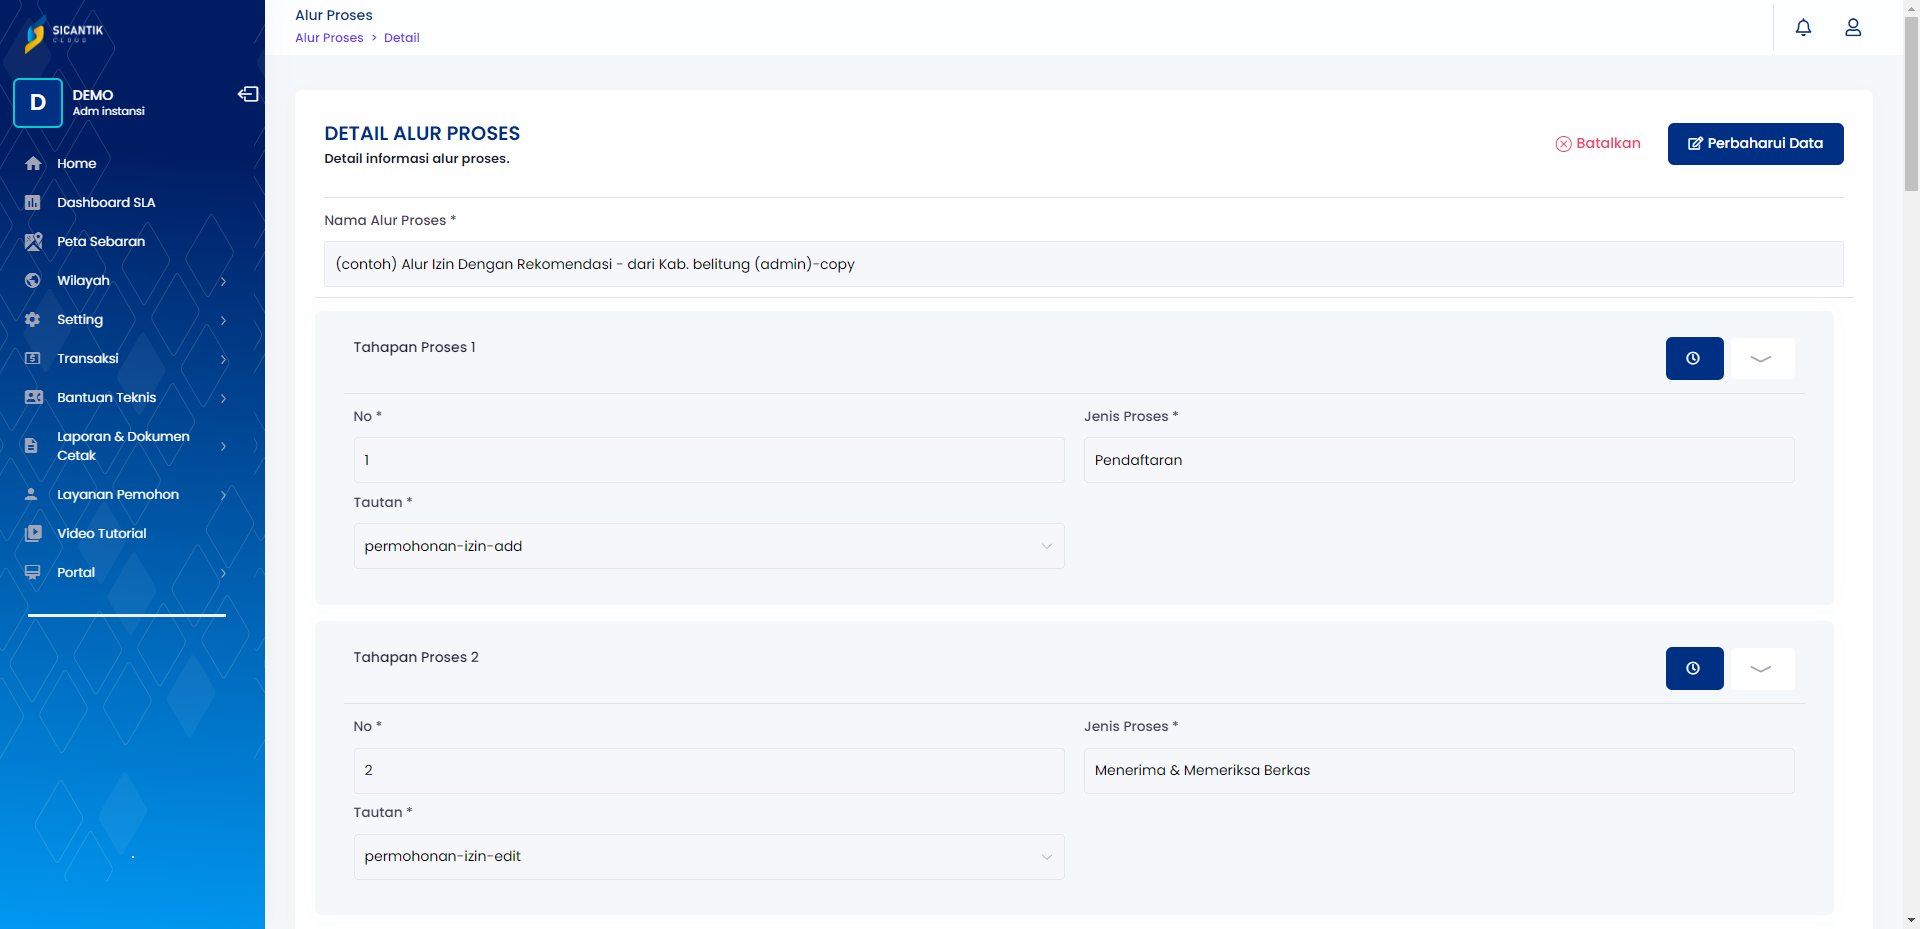 SICANTIK
CLOUD
D
DEMO
Adm instansi
Home
Dashboard SLA
Peta Sebaran
Wilayah
Setting
Transaksi
Bantuan Teknis
Laporan & Dokumen
Cetak
Layanan Pemohon
Video Tutorial
Portal
Alur Proses
Alur Proses > Detail
DETAIL ALUR PROSES
Detail informasi alur proses.
Batalkan
Perbaharui Data
Nama Alur Proses *
(contoh) Alur Izin Dengan Rekomendasi - dari Kab. belitung (admin)-copy
Tahapan Proses 1
No *
Jenis Proses *
1
Pendaftaran
Tautan *
permohonan-izin-add
Tahapan Proses 2
No *
Jenis Proses *
2
Menerima & Memeriksa Berkas
Tautan *
permohonan-izin-edit